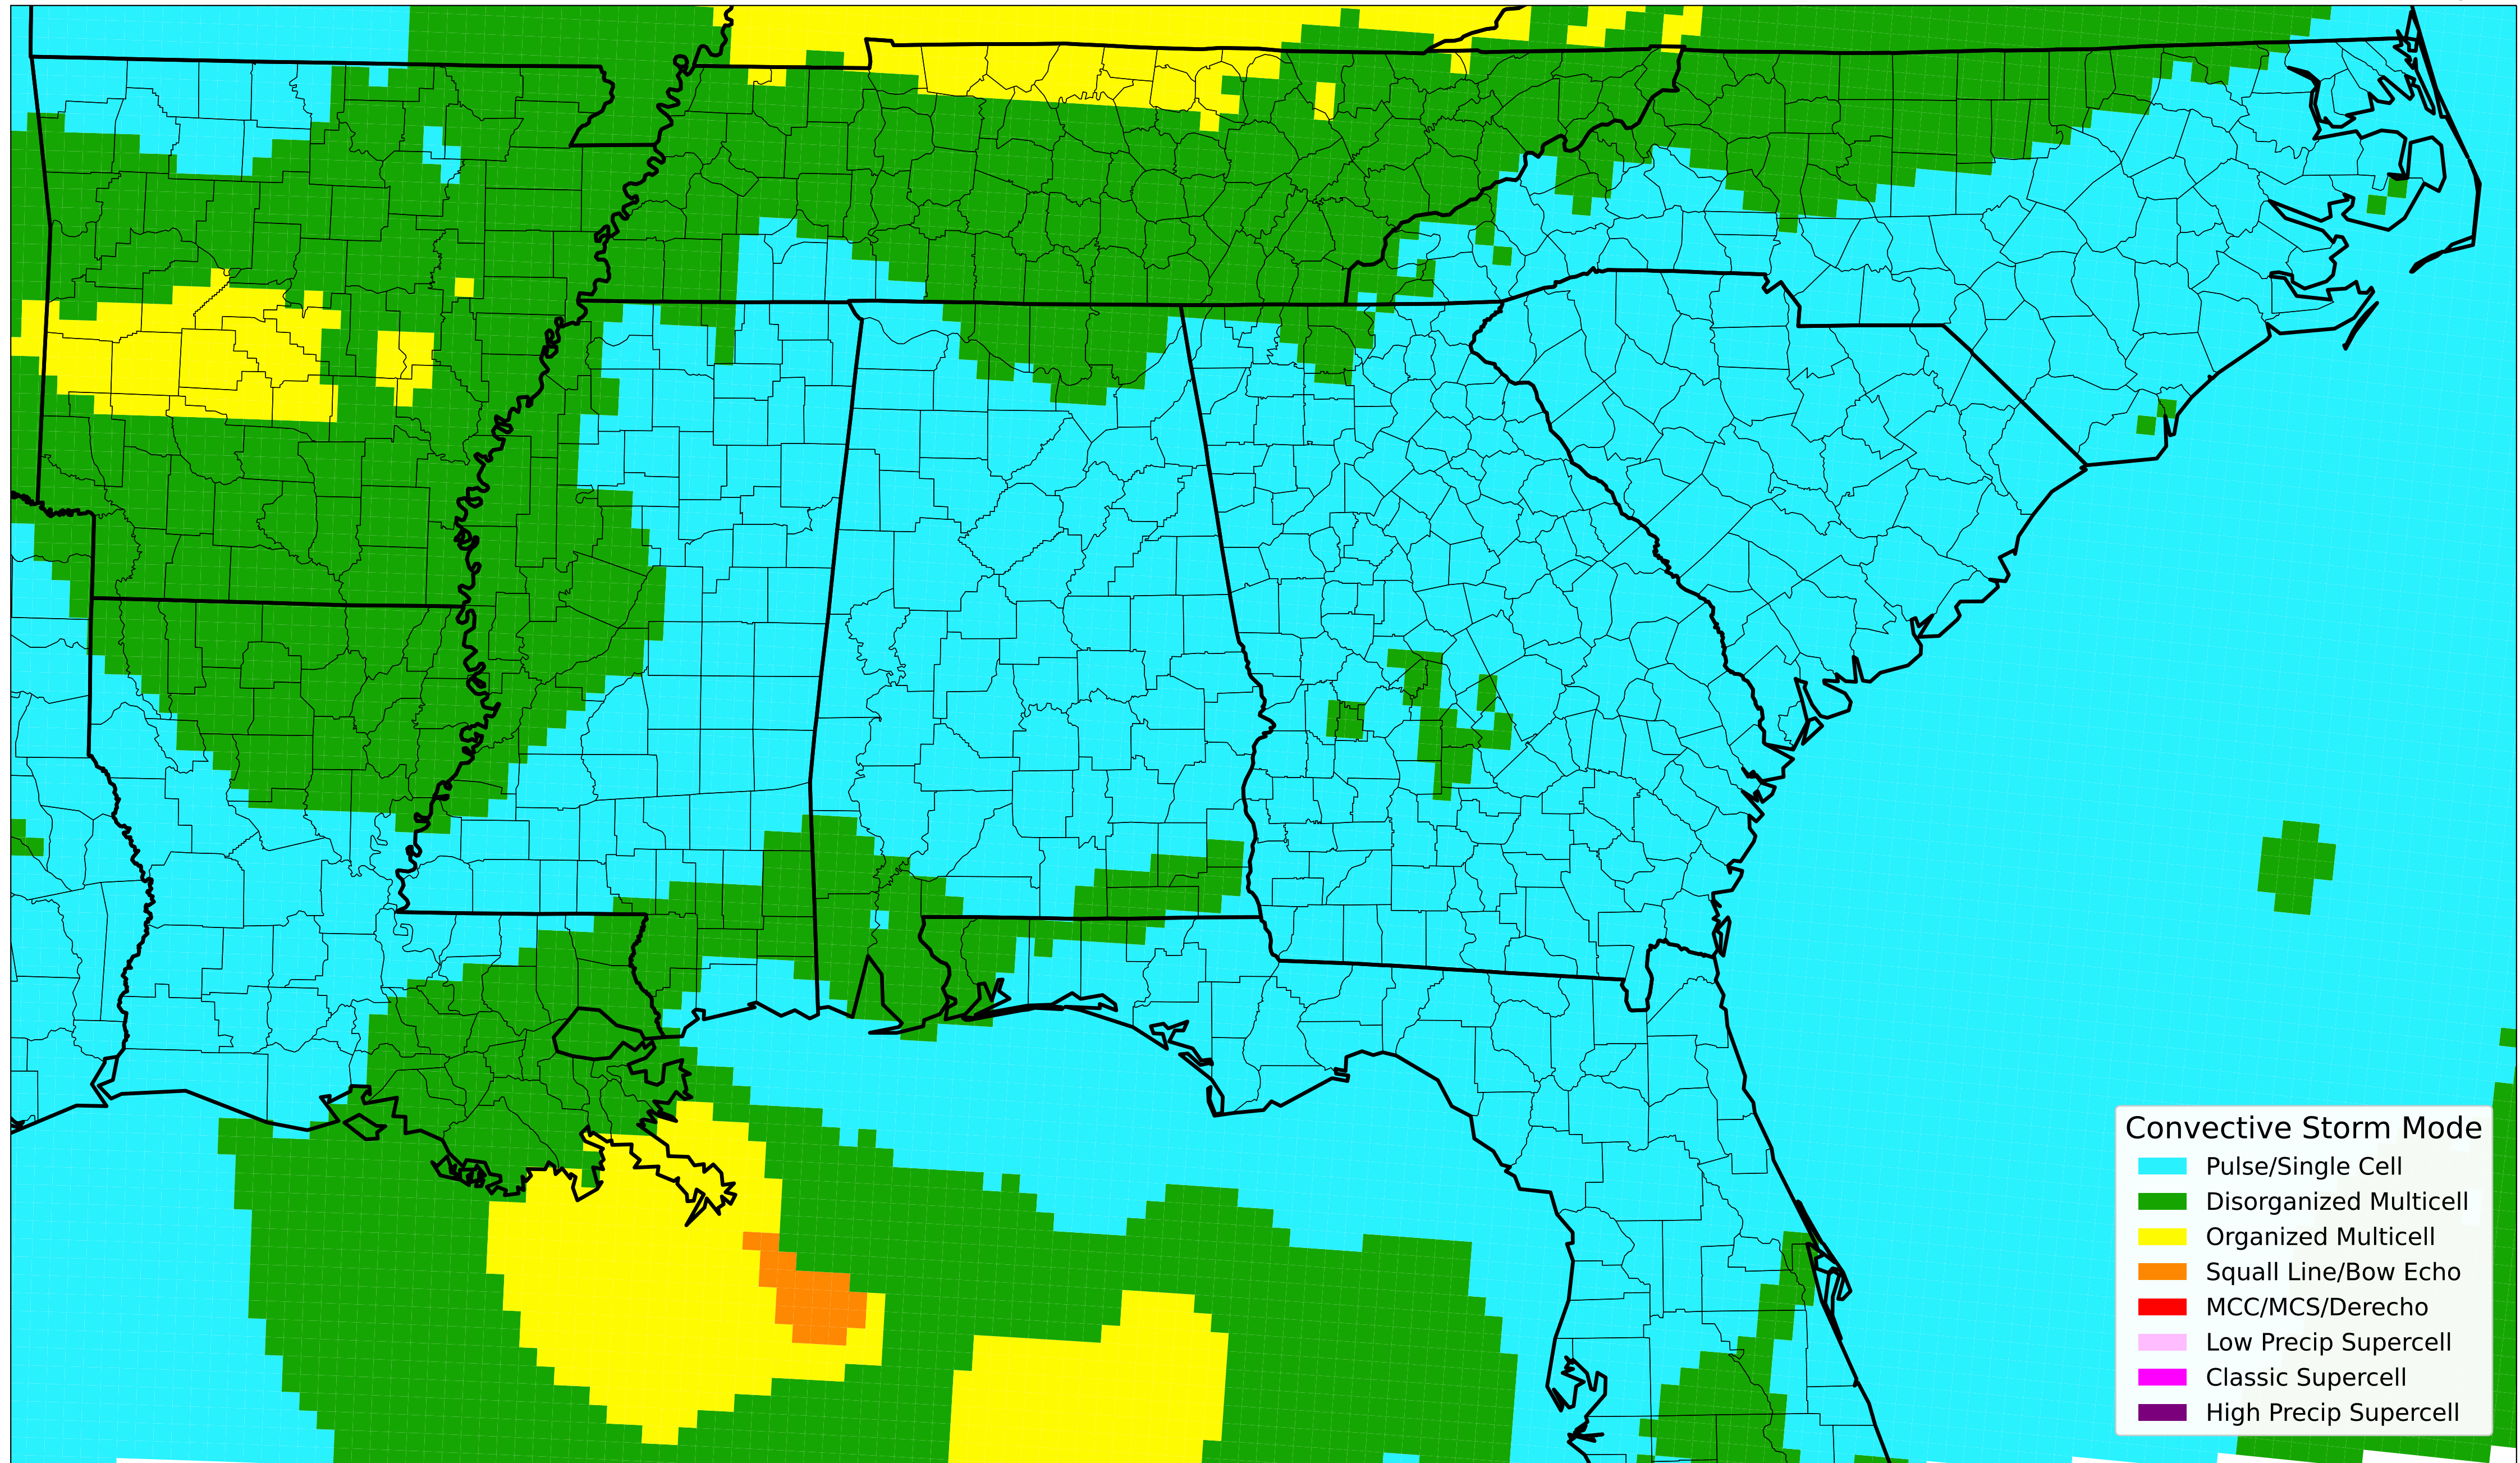 Convective Storm Mode
Pulse/Single Cell
Disorganized Multicell
Organized Multicell
Squall Line/Bow Echo
MCC/MCS/Derecho
Low Precip Supercell
Classic Supercell
High Precip Supercell